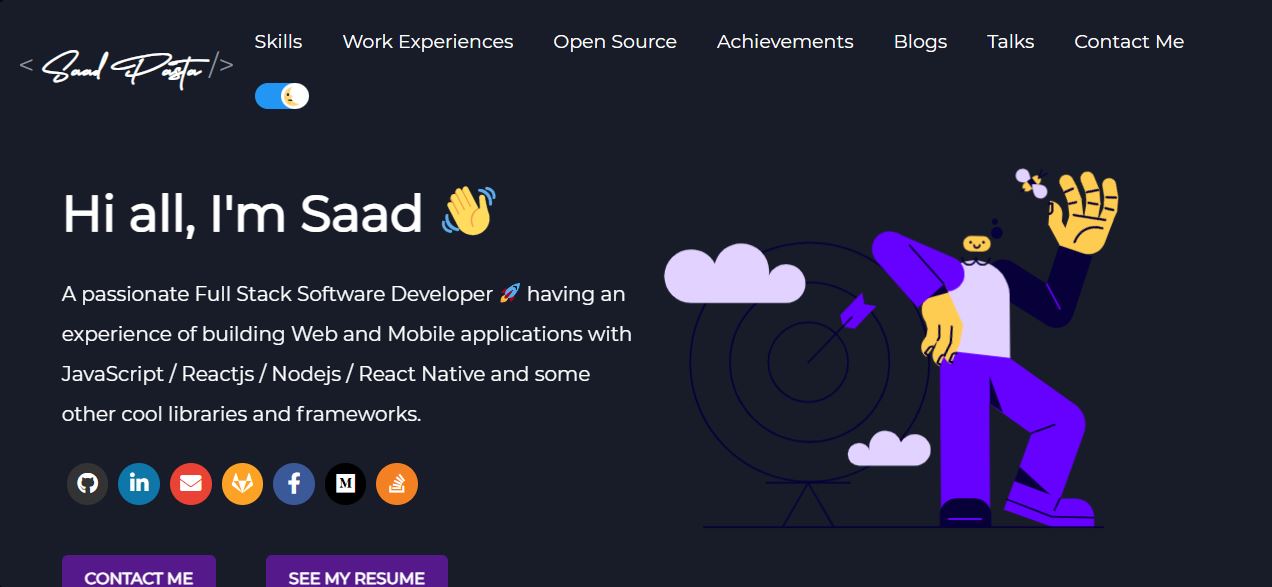 < Saad Pasta />
Skills Work Experiences Open Source Achievements Blogs Talks Contact Me
Hi all, I'm Saad 👋
A passionate Full Stack Software Developer 🚀 having an
experience of building Web and Mobile applications with
JavaScript / Reactjs / Nodejs / React Native and some
other cool libraries and frameworks.
in f M
CONTACT ME SEE MY RESUME